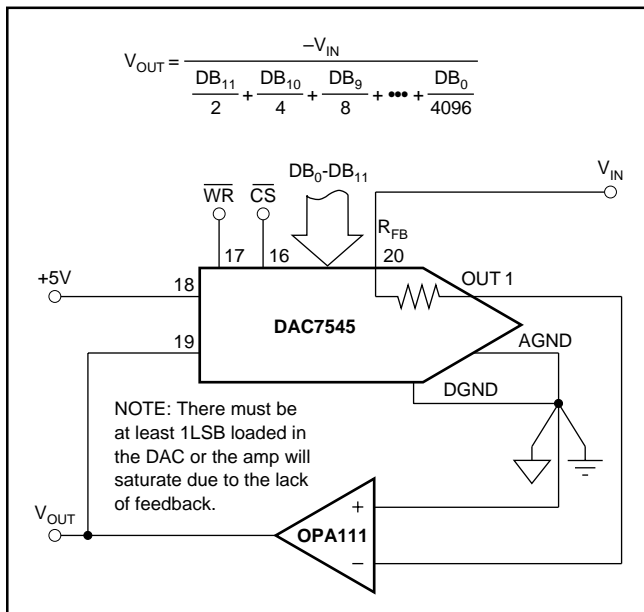 V_OUT = –V_IN / (DB_11/2 + DB_10/4 + DB_9/8 + ••• + DB_0/4096)
DB_0-DB_11
V_IN
WR
CS
R_FB
17
16
20
OUT 1
+5V
18
DAC7545
AGND
19
DGND
NOTE: There must be
at least 1LSB loaded in
the DAC or the amp will
saturate due to the lack
of feedback.
V_OUT
+
OPA111
–